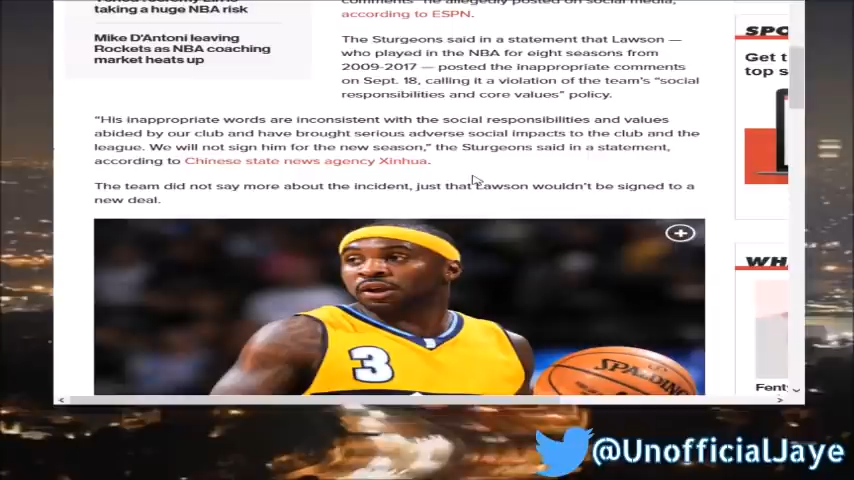 taking a huge NBA risk
Mike D'Antoni leaving
Rockets as NBA coaching
market heats up
according to ESPN.
The Sturgeons said in a statement that Lawson —
who played in the NBA for eight seasons from
2009-2017 — posted the inappropriate comments
on Sept. 18, calling it a violation of the team's "social
responsibilities and core values" policy.
"His inappropriate words are inconsistent with the social responsibilities and values
abided by our club and have brought serious adverse social impacts to the club and the
league. We will not sign him for the new season," the Sturgeons said in a statement,
according to Chinese state news agency Xinhua.
The team did not say more about the incident, just that Lawson wouldn't be signed to a
new deal.
SPO
Get t
top s
WH
Fenty
3
SPALDING
@UnofficialJaye